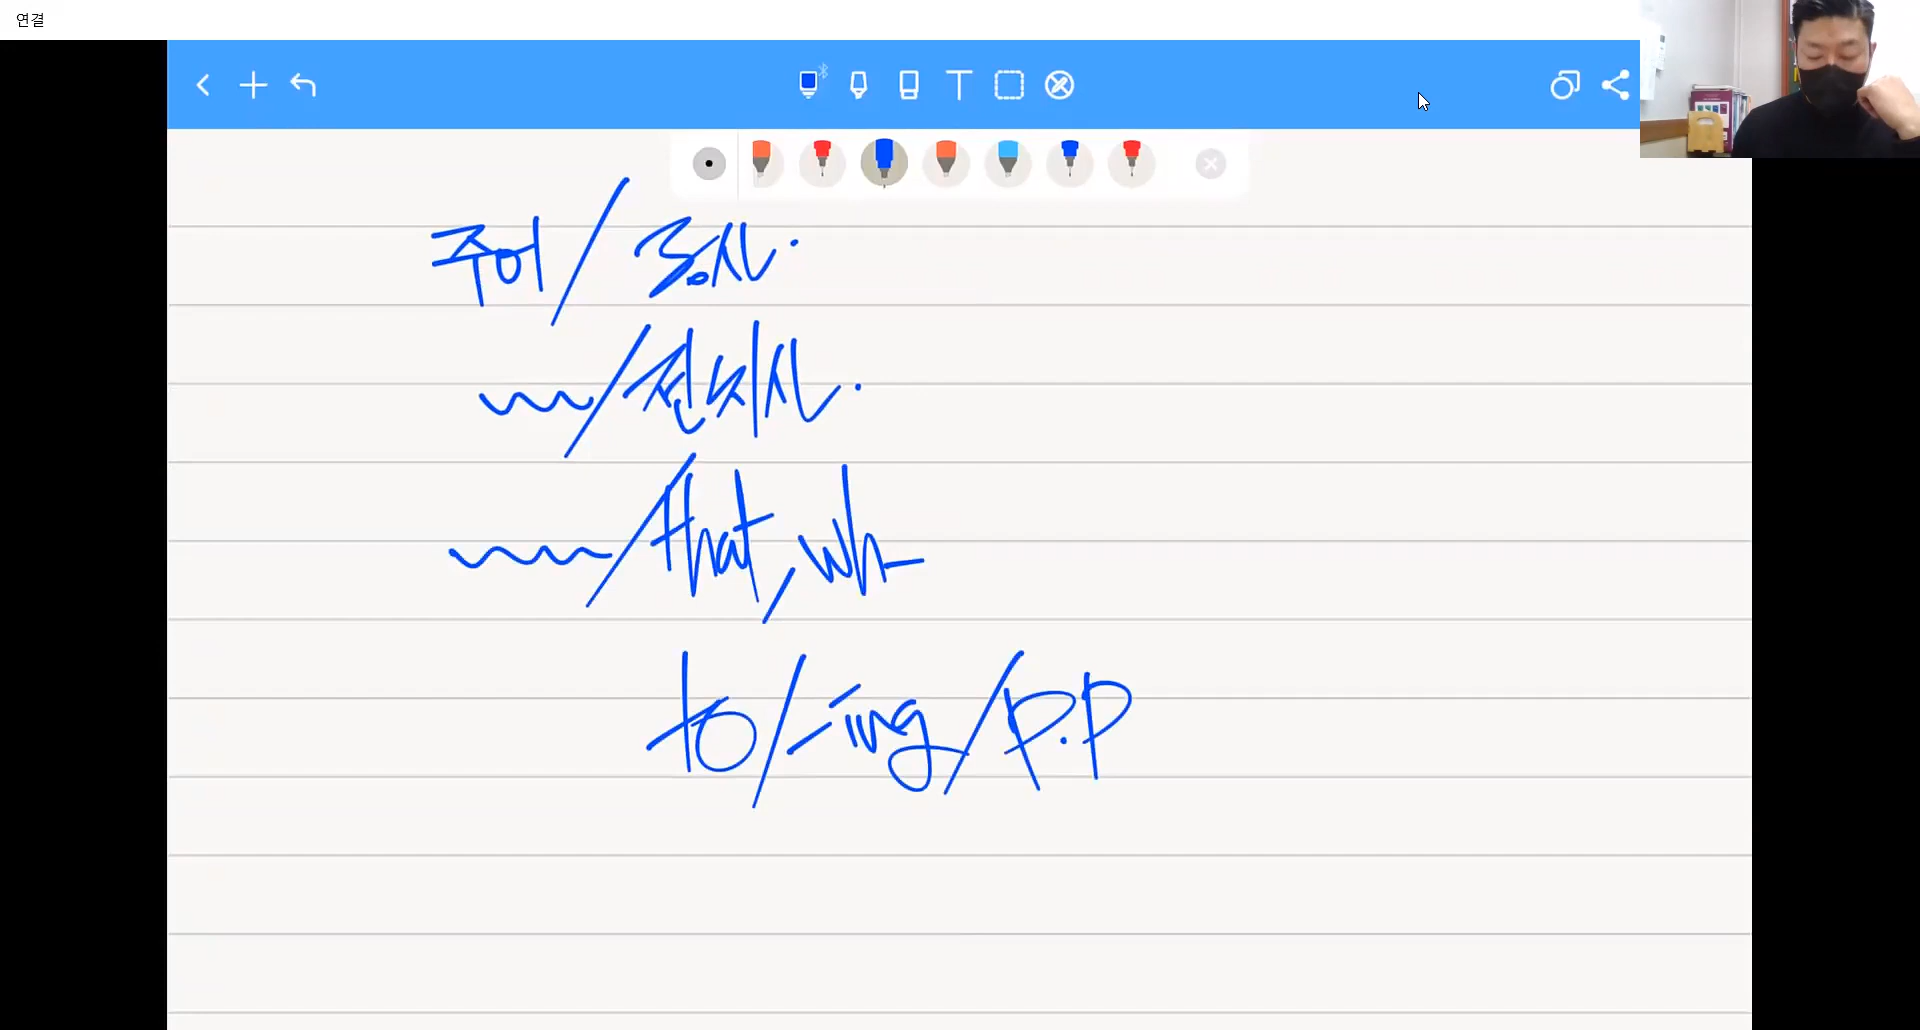 연결
T
주어/동사.
/전치사.
/that, wh-
to/-ing/P.P